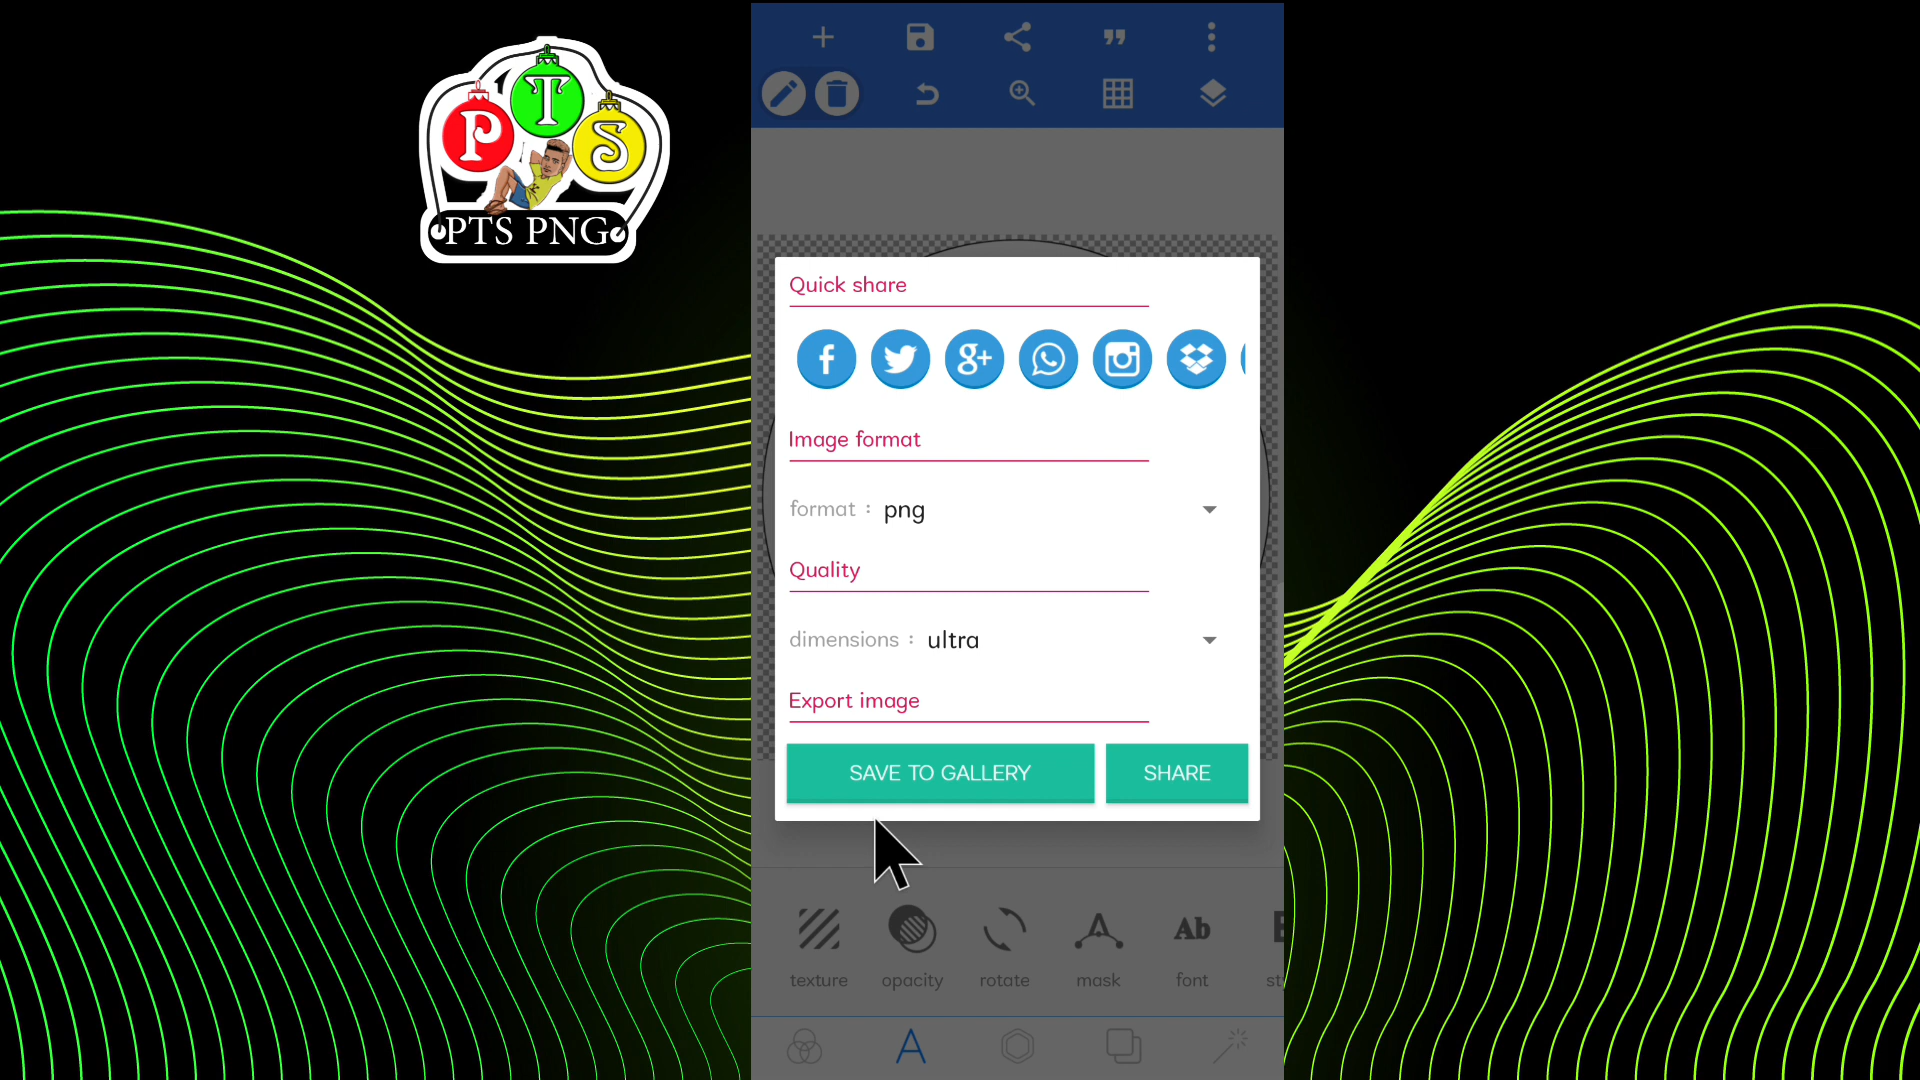 P T S
PTS PNG
Quick share
f
g+
Image format
format : png
Quality
dimensions : ultra
Export image
SAVE TO GALLERY
SHARE
texture
opacity
rotate
mask
Ab
font
st
A